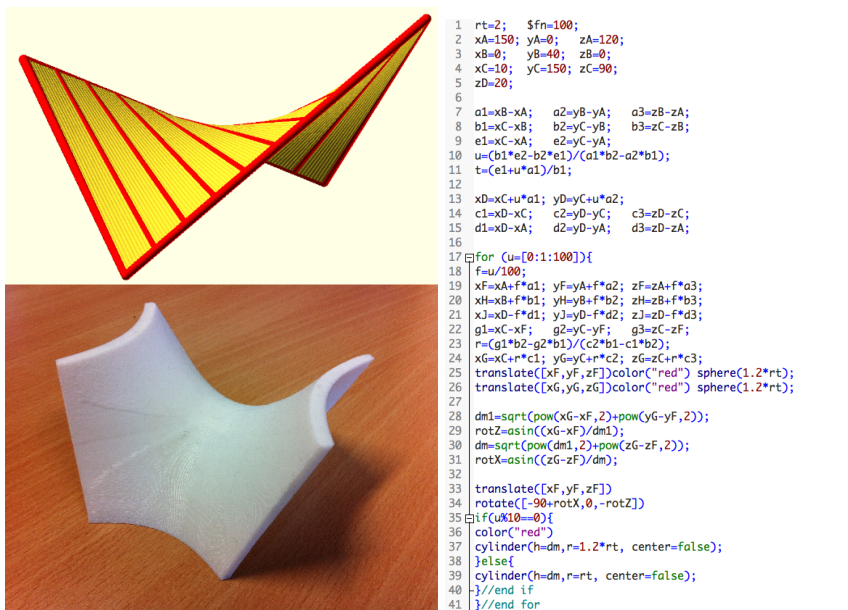 1 rt=2; $fn=100;
2 xA=150; yA=0; zA=120;
3 xB=0; yB=40; zB=0;
4 xC=10; yC=150; zC=90;
5 zD=20;
6
7 a1=xB-xA; a2=yB-yA; a3=zB-zA;
8 b1=xC-xB; b2=yC-yB; b3=zC-zB;
9 e1=xC-xA; e2=yC-yA;
10 u=(b1*e2-b2*e1)/(a1*b2-a2*b1);
11 t=(e1+u*a1)/b1;
12
13 xD=xC+u*a1; yD=yC+u*a2;
14 c1=xD-xC; c2=yD-yC; c3=zD-zC;
15 d1=xD-xA; d2=yD-yA; d3=zD-zA;
16
17 for (u=[0:1:100]){
18 f=u/100;
19 xF=xA+f*a1; yF=yA+f*a2; zF=zA+f*a3;
20 xH=xB+f*b1; yH=yB+f*b2; zH=zB+f*b3;
21 xJ=xD-f*d1; yJ=yD-f*d2; zJ=zD-f*d3;
22 g1=xC-xF; g2=yC-yF; g3=zC-zF;
23 r=(g1*b2-g2*b1)/(c2*b1-c1*b2);
24 xG=xC+r*c1; yG=yC+r*c2; zG=zC+r*c3;
25 translate([xF,yF,zF])color("red") sphere(1.2*rt);
26 translate([xG,yG,zG])color("red") sphere(1.2*rt);
27
28 dm1=sqrt(pow(xG-xF,2)+pow(yG-yF,2));
29 rotZ=asin((xG-xF)/dm1);
30 dm=sqrt(pow(dm1,2)+pow(zG-zF,2));
31 rotX=asin((zG-zF)/dm);
32
33 translate([xF,yF,zF])
34 rotate([-90+rotX,0,-rotZ])
35 if(u%10==0){
36 color("red")
37 cylinder(h=dm,r=1.2*rt, center=false);
38 }else{
39 cylinder(h=dm,r=rt, center=false);
40 }//end if
41 }//end for